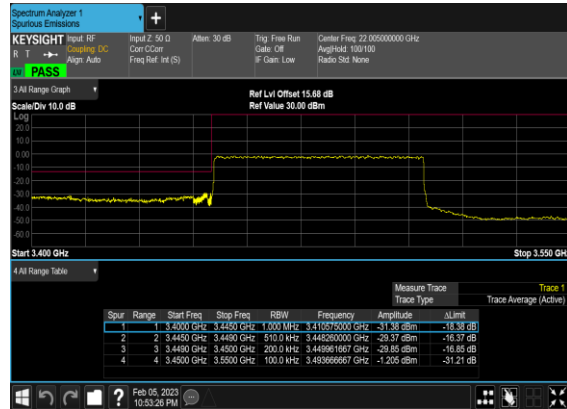 Spectrum Analyzer 1
Spurious Emissions
+
KEYSIGHT Input: RF Input Z: 50 Ω Atten: 30 dB Trig: Free Run Center Freq: 22.005000000 GHz
R T Coupling: DC Corr CCorr Gate: Off Avg|Hold: 100/100
Align: Auto Freq Ref: Int (S) IF Gain: Low Radio Std: None
PASS
3 All Range Graph Ref Lvl Offset 15.68 dB
Scale/Div 10.0 dB Ref Value 30.00 dBm
Log
20.0
10.0
0.00
-10.0
-20.0
-30.0
-40.0
-50.0
-60.0
Start 3.400 GHz Stop 3.550 GHz
4 All Range Table
Measure Trace Trace 1
Trace Type Trace Average (Active)
Spur Range Start Freq Stop Freq RBW Frequency Amplitude ΔLimit
1 1 3.4000 GHz 3.4450 GHz 1.000 MHz 3.410575000 GHz -31.38 dBm -18.38 dB
2 2 3.4450 GHz 3.4490 GHz 510.0 kHz 3.448260000 GHz -29.37 dBm -16.37 dB
3 3 3.4490 GHz 3.4500 GHz 100.0 kHz 3.449961667 GHz -29.85 dBm -16.85 dB
4 4 3.4500 GHz 3.5500 GHz 100.0 kHz 3.493666667 GHz -1.205 dBm -31.21 dB
? Feb 05, 2023
10:53:26 PM